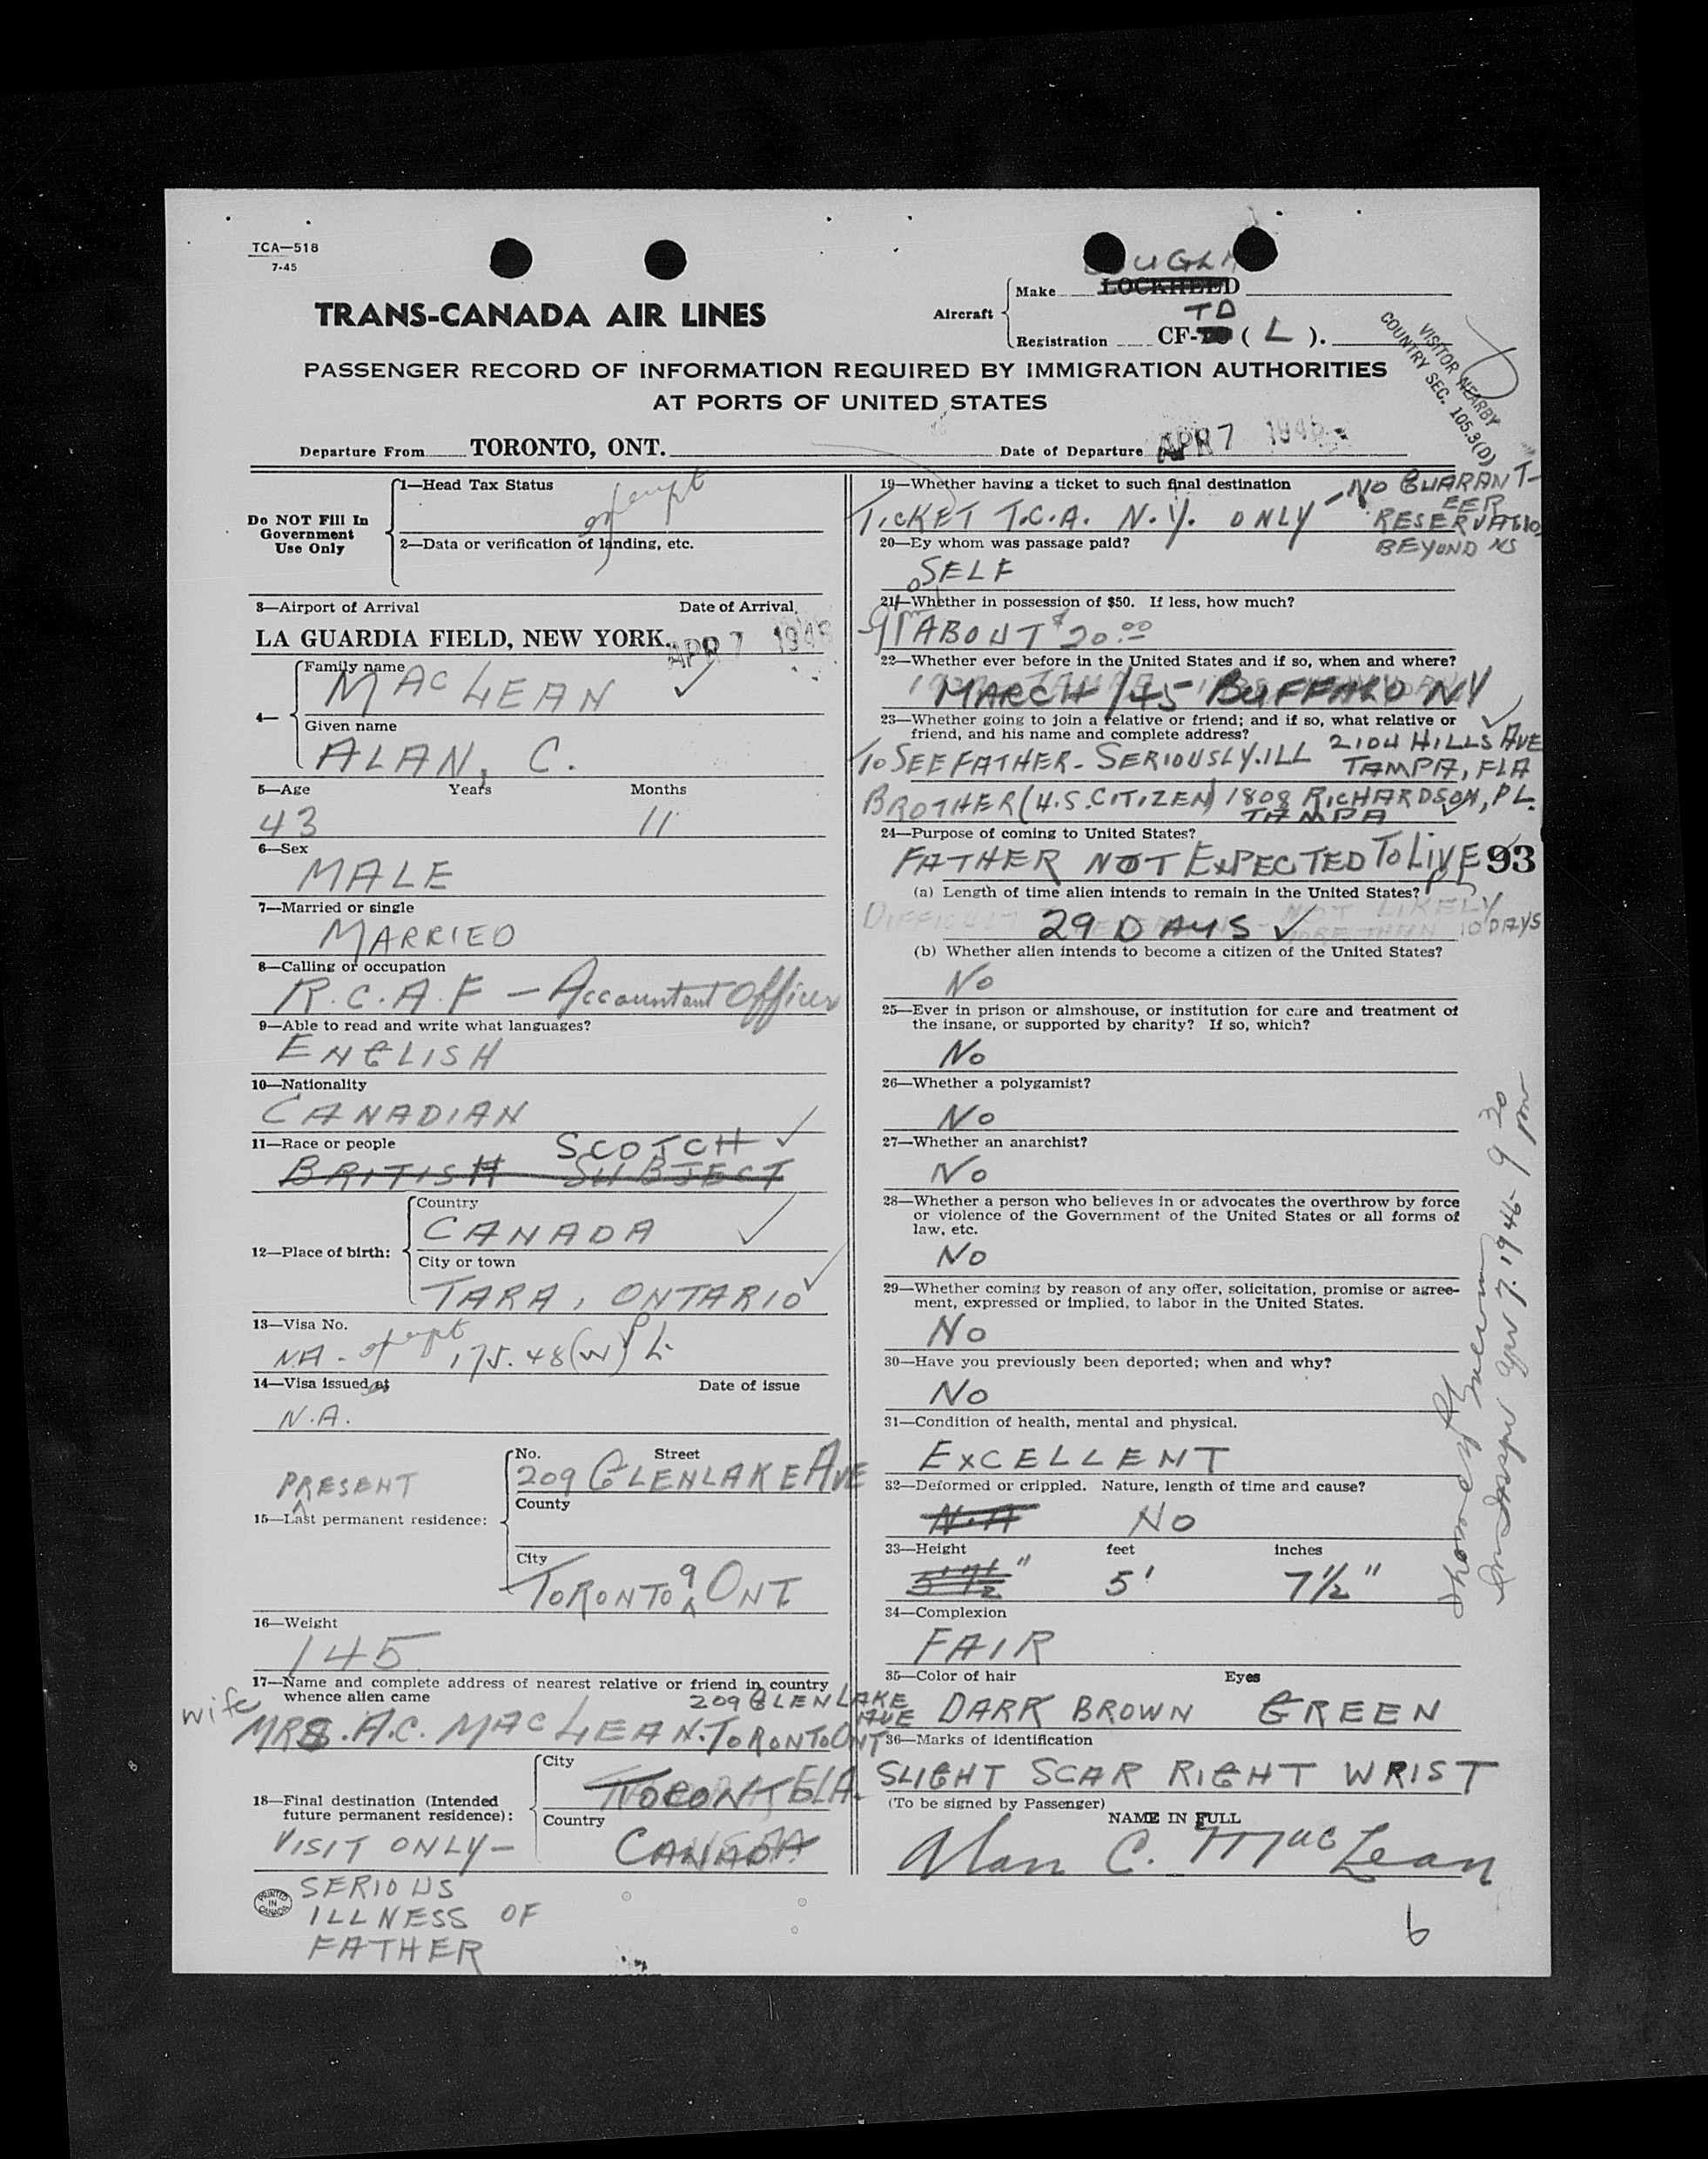 TCA—518
7-45
TRANS-CANADA AIR LINES
Aircraft
Make LOCKHEED
TD
Registration CF- ( L ).
VISITOR NEARBY
COUNTRY SEC. 105.3(D)
PASSENGER RECORD OF INFORMATION REQUIRED BY IMMIGRATION AUTHORITIES
AT PORTS OF UNITED STATES
Departure From TORONTO, ONT.
Date of Departure APR 7 1946
Do NOT Fill In
Government
Use Only
1—Head Tax Status
exempt
2—Data or verification of landing, etc.
3—Airport of Arrival Date of Arrival,
LA GUARDIA FIELD, NEW YORK. APR 7 1946
4—
Family name
MAC LEAN ✓
Given name
ALAN, C.
5—Age Years Months
43 11
6—Sex
MALE
7—Married or single
MARRIED
8—Calling or occupation
R.C.A.F — Accountant Officer
9—Able to read and write what languages?
ENGLISH
10—Nationality
CANADIAN
11—Race or people SCOTCH ✓
BRITISH SUBJECT
12—Place of birth:
Country
CANADA ✓
City or town
TARA, ONTARIO ✓
13—Visa No.
N.A - exempt 175.48(w)
14—Visa issued at Date of issue
N.A.
PRESENT
15—Last permanent residence:
No. Street
209 GLENLAKE AVE
County
City
TORONTO 9, ONT
16—Weight
145
17—Name and complete address of nearest relative or friend in country
whence alien came
209 GLENLAKE
AVE
wife
MRS. A.C. MAC LEAN. TORONTO ONT
18—Final destination (Intended
future permanent residence):
City
TORONTO
Country
CANADA
VISIT ONLY—
SERIOUS
ILLNESS OF
FATHER
PRINTED
IN
CANADA
19—Whether having a ticket to such final destination
TICKET T.C.A. N.Y. ONLY — NO GUARANT-
EER
RESERVATIO
BEYOND
20—Ey whom was passage paid?
SELF
21—Whether in possession of $50. If less, how much?
ABOUT $20.00
22—Whether ever before in the United States and if so, when and where?
MARCH /45 BUFFALO NY
23—Whether going to join a relative or friend; and if so, what relative or
friend, and his name and complete address?
2104 HILLS AVE
TO SEE FATHER - SERIOUSLY. ILL TAMPA, FLA
BROTHER (U.S. CITIZEN) 1808 RICHARDSON, PL.
TAMPA
24—Purpose of coming to United States?
FATHER NOT EXPECTED TO LIVE 93
(a) Length of time alien intends to remain in the United States?
DIFFICULT NOT LIKELY
29 DAYS ✓ MORE THAN 10 DAYS
(b) Whether alien intends to become a citizen of the United States?
No
25—Ever in prison or almshouse, or institution for care and treatment of
the insane, or supported by charity? If so, which?
No
26—Whether a polygamist?
No
27—Whether an anarchist?
No
28—Whether a person who believes in or advocates the overthrow by force
or violence of the Government of the United States or all forms of
law, etc.
No
29—Whether coming by reason of any offer, solicitation, promise or agree-
ment, expressed or implied, to labor in the United States.
No
30—Have you previously been deported; when and why?
No
31—Condition of health, mental and physical.
EXCELLENT
32—Deformed or crippled. Nature, length of time and cause?
N.A No
33—Height feet inches
5' 7½" 5' 7½"
34—Complexion
FAIR
35—Color of hair Eyes
DARK BROWN GREEN
36—Marks of identification
SLIGHT SCAR RIGHT WRIST
(To be signed by Passenger)
NAME IN FULL
Alan C. MacLean
6
7. 1946 9 30
pm